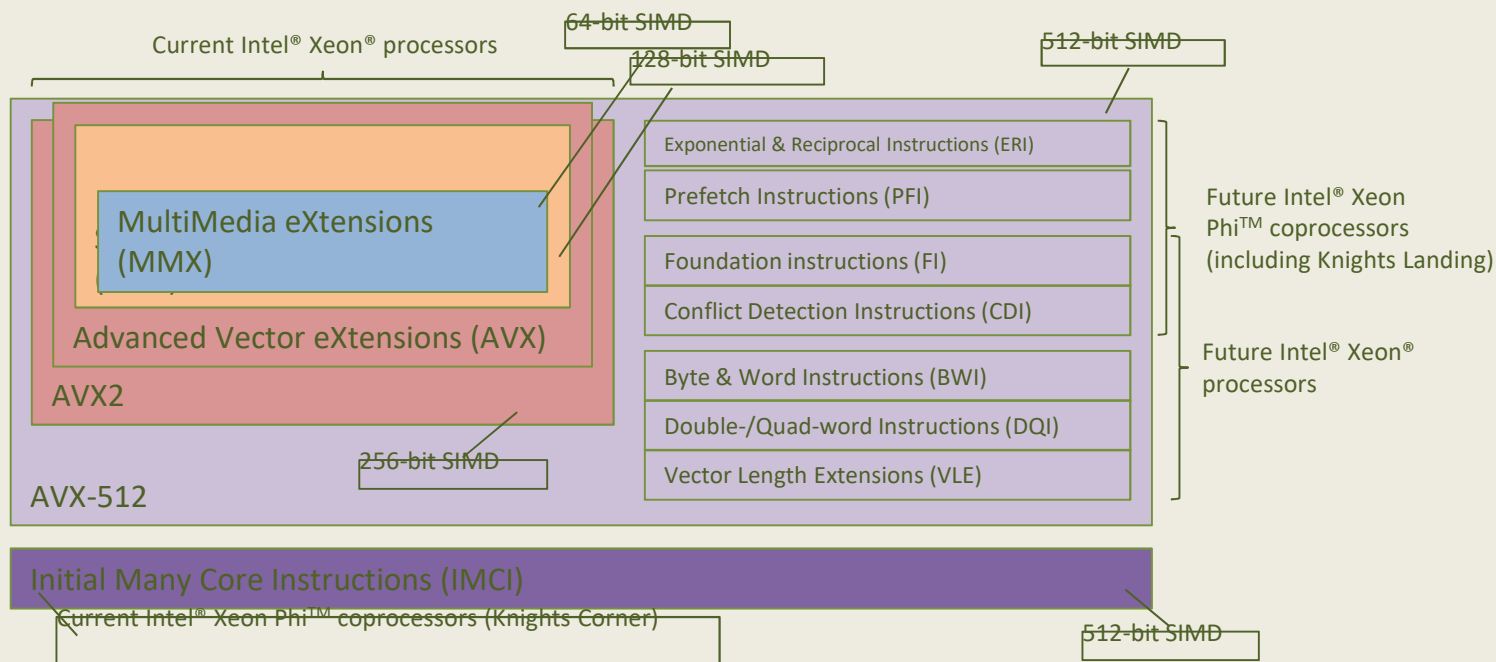 64-bit SIMD
Current Intel® Xeon® processors
128-bit SIMD
512-bit SIMD
Exponential & Reciprocal Instructions (ERI)
Prefetch Instructions (PFI)
Foundation instructions (FI)
Conflict Detection Instructions (CDI)
Byte & Word Instructions (BWI)
Double-/Quad-word Instructions (DQI)
Vector Length Extensions (VLE)
Future Intel® Xeon
Phi™ coprocessors
(including Knights Landing)
Future Intel® Xeon®
processors
MultiMedia eXtensions
(MMX)
Advanced Vector eXtensions (AVX)
AVX2
256-bit SIMD
AVX-512
Initial Many Core Instructions (IMCI)
Current Intel® Xeon Phi™ coprocessors (Knights Corner)
512-bit SIMD